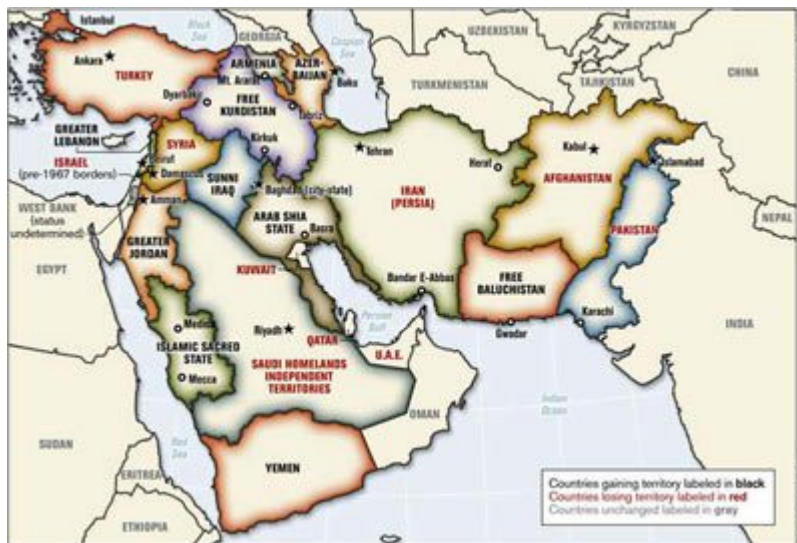 Istanbul
Black
Sea
GEORGIA
Caspian
Sea
UZBEKISTAN
KYRGYZSTAN
Ankara
TURKEY
ARMENIA
Mt. Ararat
AZER-
BAIJAN
Baku
TURKMENISTAN
TAJIKISTAN
CHINA
Dyarbakir
FREE
KURDISTAN
Tabriz
GREATER
LEBANON
SYRIA
Kirkuk
Tehran
Herat
Kabul
Islamabad
ISRAEL
(pre-1967 borders)
Beirut
Damascus
SUNNI
IRAQ
Baghdad (city-state)
IRAN
(PERSIA)
AFGHANISTAN
WEST BANK
(status
undetermined)
Amman
ARAB SHIA
STATE
Basra
PAKISTAN
NEPAL
GREATER
JORDAN
EGYPT
KUWAIT
Bandar E-Abbas
FREE
BALUCHISTAN
Karachi
INDIA
Persian
Gulf
Gwadar
Medina
ISLAMIC SACRED
STATE
Mecca
Riyadh
QATAR
U.A.E.
SAUDI HOMELANDS
INDEPENDENT
TERRITORIES
OMAN
Indian
Ocean
Red
Sea
SUDAN
YEMEN
ERITREA
ETHIOPIA
Countries gaining territory labeled in black
Countries losing territory labeled in red
Countries unchanged labeled in gray